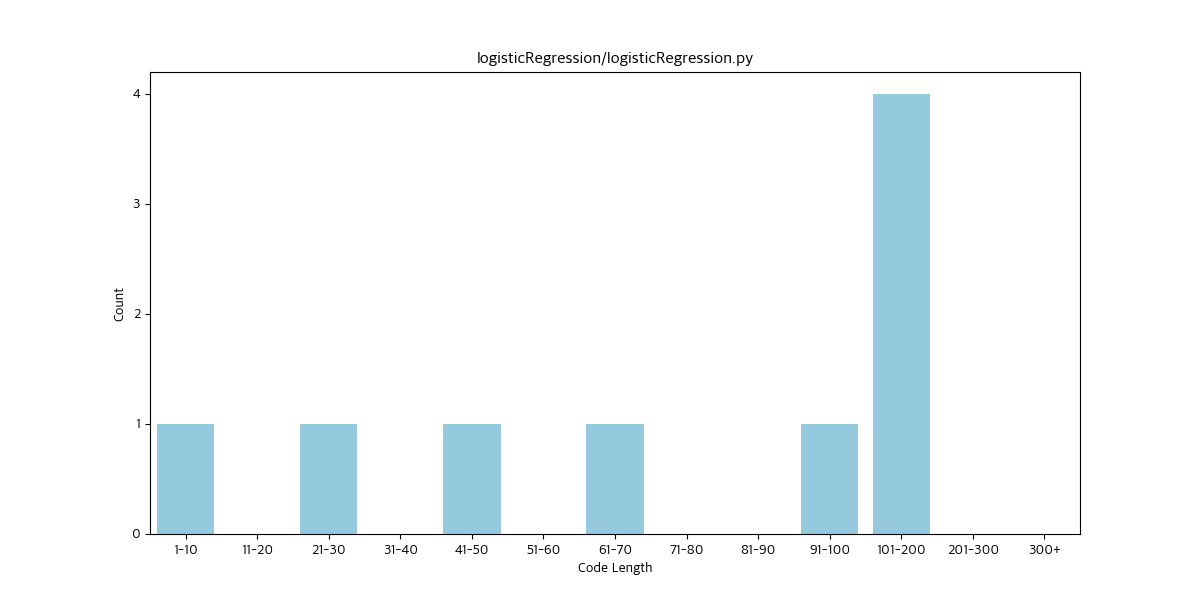 logisticRegression/logisticRegression.py
4
3
2
1
0
Count
1-10 11-20 21-30 31-40 41-50 51-60 61-70 71-80 81-90 91-100 101-200 201-300 300+
Code Length